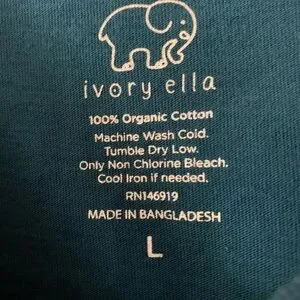 ivory ella
100% Organic Cotton
Machine Wash Cold.
Tumble Dry Low.
Only Non Chlorine Bleach.
Cool Iron if needed.
RN146919
MADE IN BANGLADESH
L